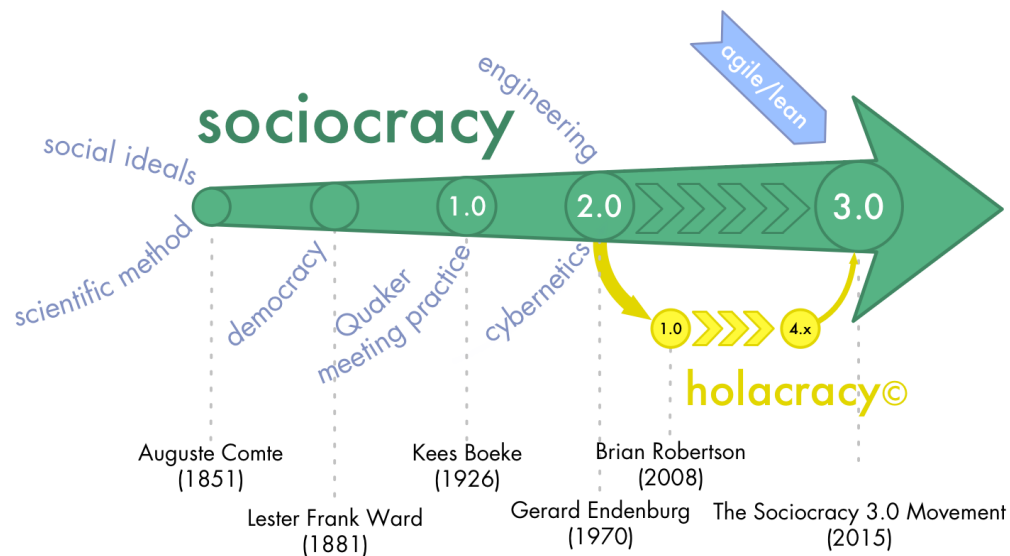 engineering
agile/lean
sociocracy
social ideals
1.0
2.0
3.0
scientific method
democracy
Quaker
meeting practice
cybernetics
1.0
4.x
holacracy©
Auguste Comte
(1851)
Kees Boeke
(1926)
Brian Robertson
(2008)
Lester Frank Ward
(1881)
Gerard Endenburg
(1970)
The Sociocracy 3.0 Movement
(2015)